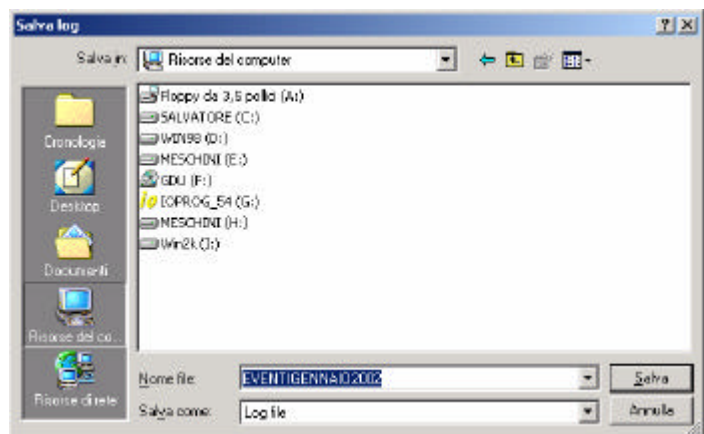 Salva log
Salva in: Risorse del computer
Floppy da 3,5 pollici (A:)
SALVATORE (C:)
WIN98 (D:)
MESCHINI (E:)
GDU (F:)
IOPROG_54 (G:)
MESCHINI (H:)
Win2k (I:)
Cronologia
Desktop
Documenti
Risorse del co...
Risorse di rete
Nome file: EVENTIGENNAIO2002 Salva
Salva come: Log file Annulla